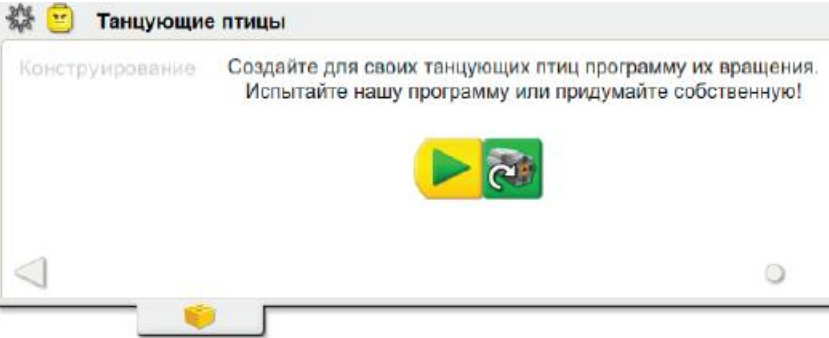 Танцующие птицы
Конструирование
Создайте для своих танцующих птиц программу их вращения.
Испытайте нашу программу или придумайте собственную!